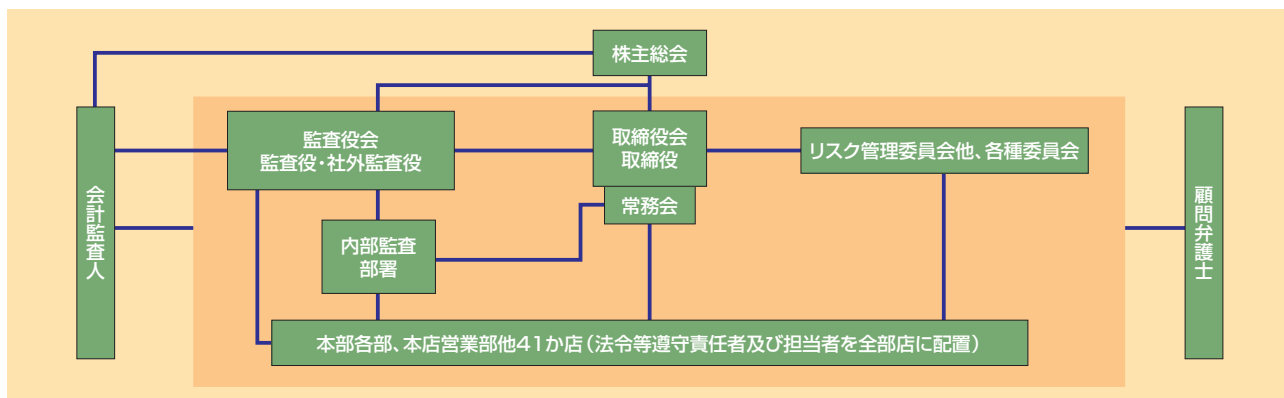 株主総会
監査役会
監査役・社外監査役
取締役会
取締役
リスク管理委員会他、各種委員会
常務会
会計監査人
顧問弁護士
内部監査
部署
本部各部、本店営業部他41か店(法令等遵守責任者及び担当者を全部店に配置)